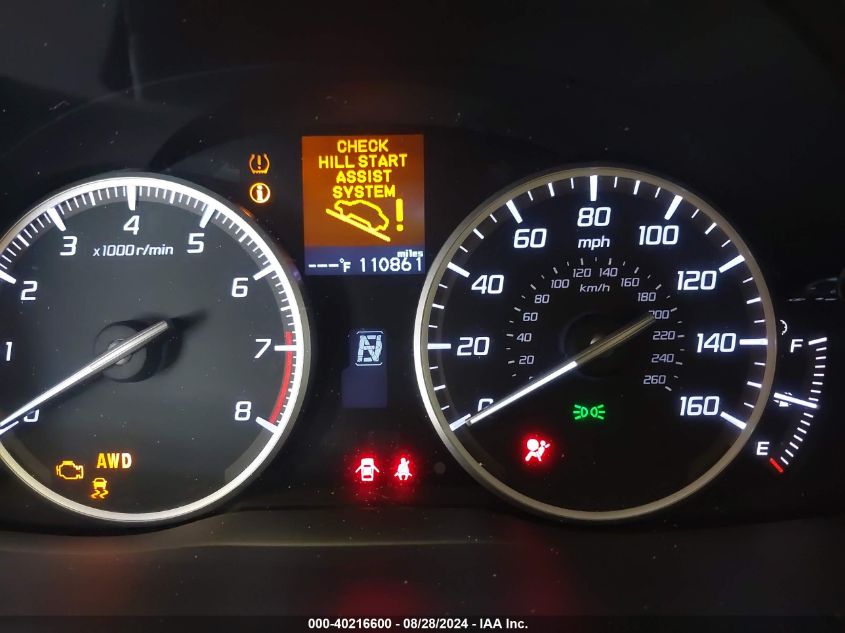 CHECK
HILL START
ASSIST
SYSTEM
!
miles
---°F 110861
x1000 r/min
1 2 3 4 5 6 7 8
AWD
mph
20 40 60 80 100 120 140 160
km/h
20 40 60 80 100 120 140 160 180 200 220 240 260
F
E
000-40216600 / 08/28/2024 - IAA Inc.